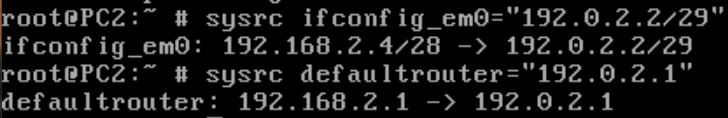 root@PC2:~ # sysrc ifconfig_em0="192.0.2.2/29"
ifconfig_em0: 192.168.2.4/28 -> 192.0.2.2/29
root@PC2:~ # sysrc defaultrouter="192.0.2.1"
defaultrouter: 192.168.2.1 -> 192.0.2.1